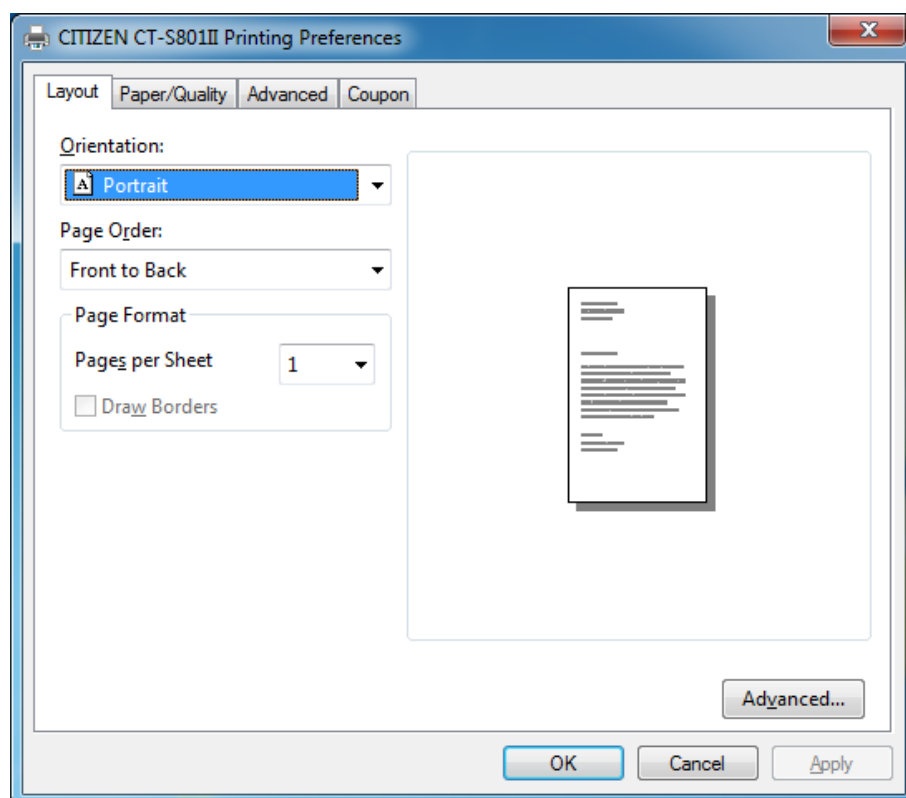 CITIZEN CT-S801II Printing Preferences
Layout Paper/Quality Advanced Coupon
Orientation:
A Portrait
Page Order:
Front to Back
Page Format
Pages per Sheet 1
Draw Borders
Advanced...
OK Cancel Apply